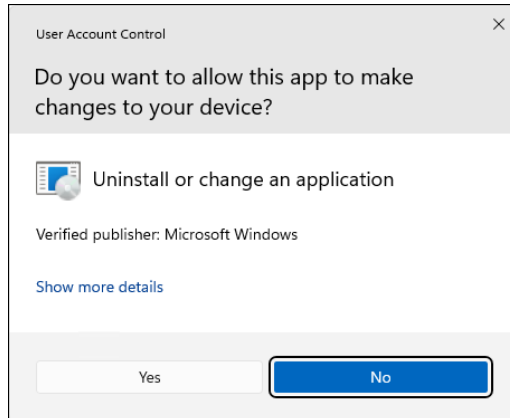 User Account Control
Do you want to allow this app to make
changes to your device?
Uninstall or change an application
Verified publisher: Microsoft Windows
Show more details
Yes
No